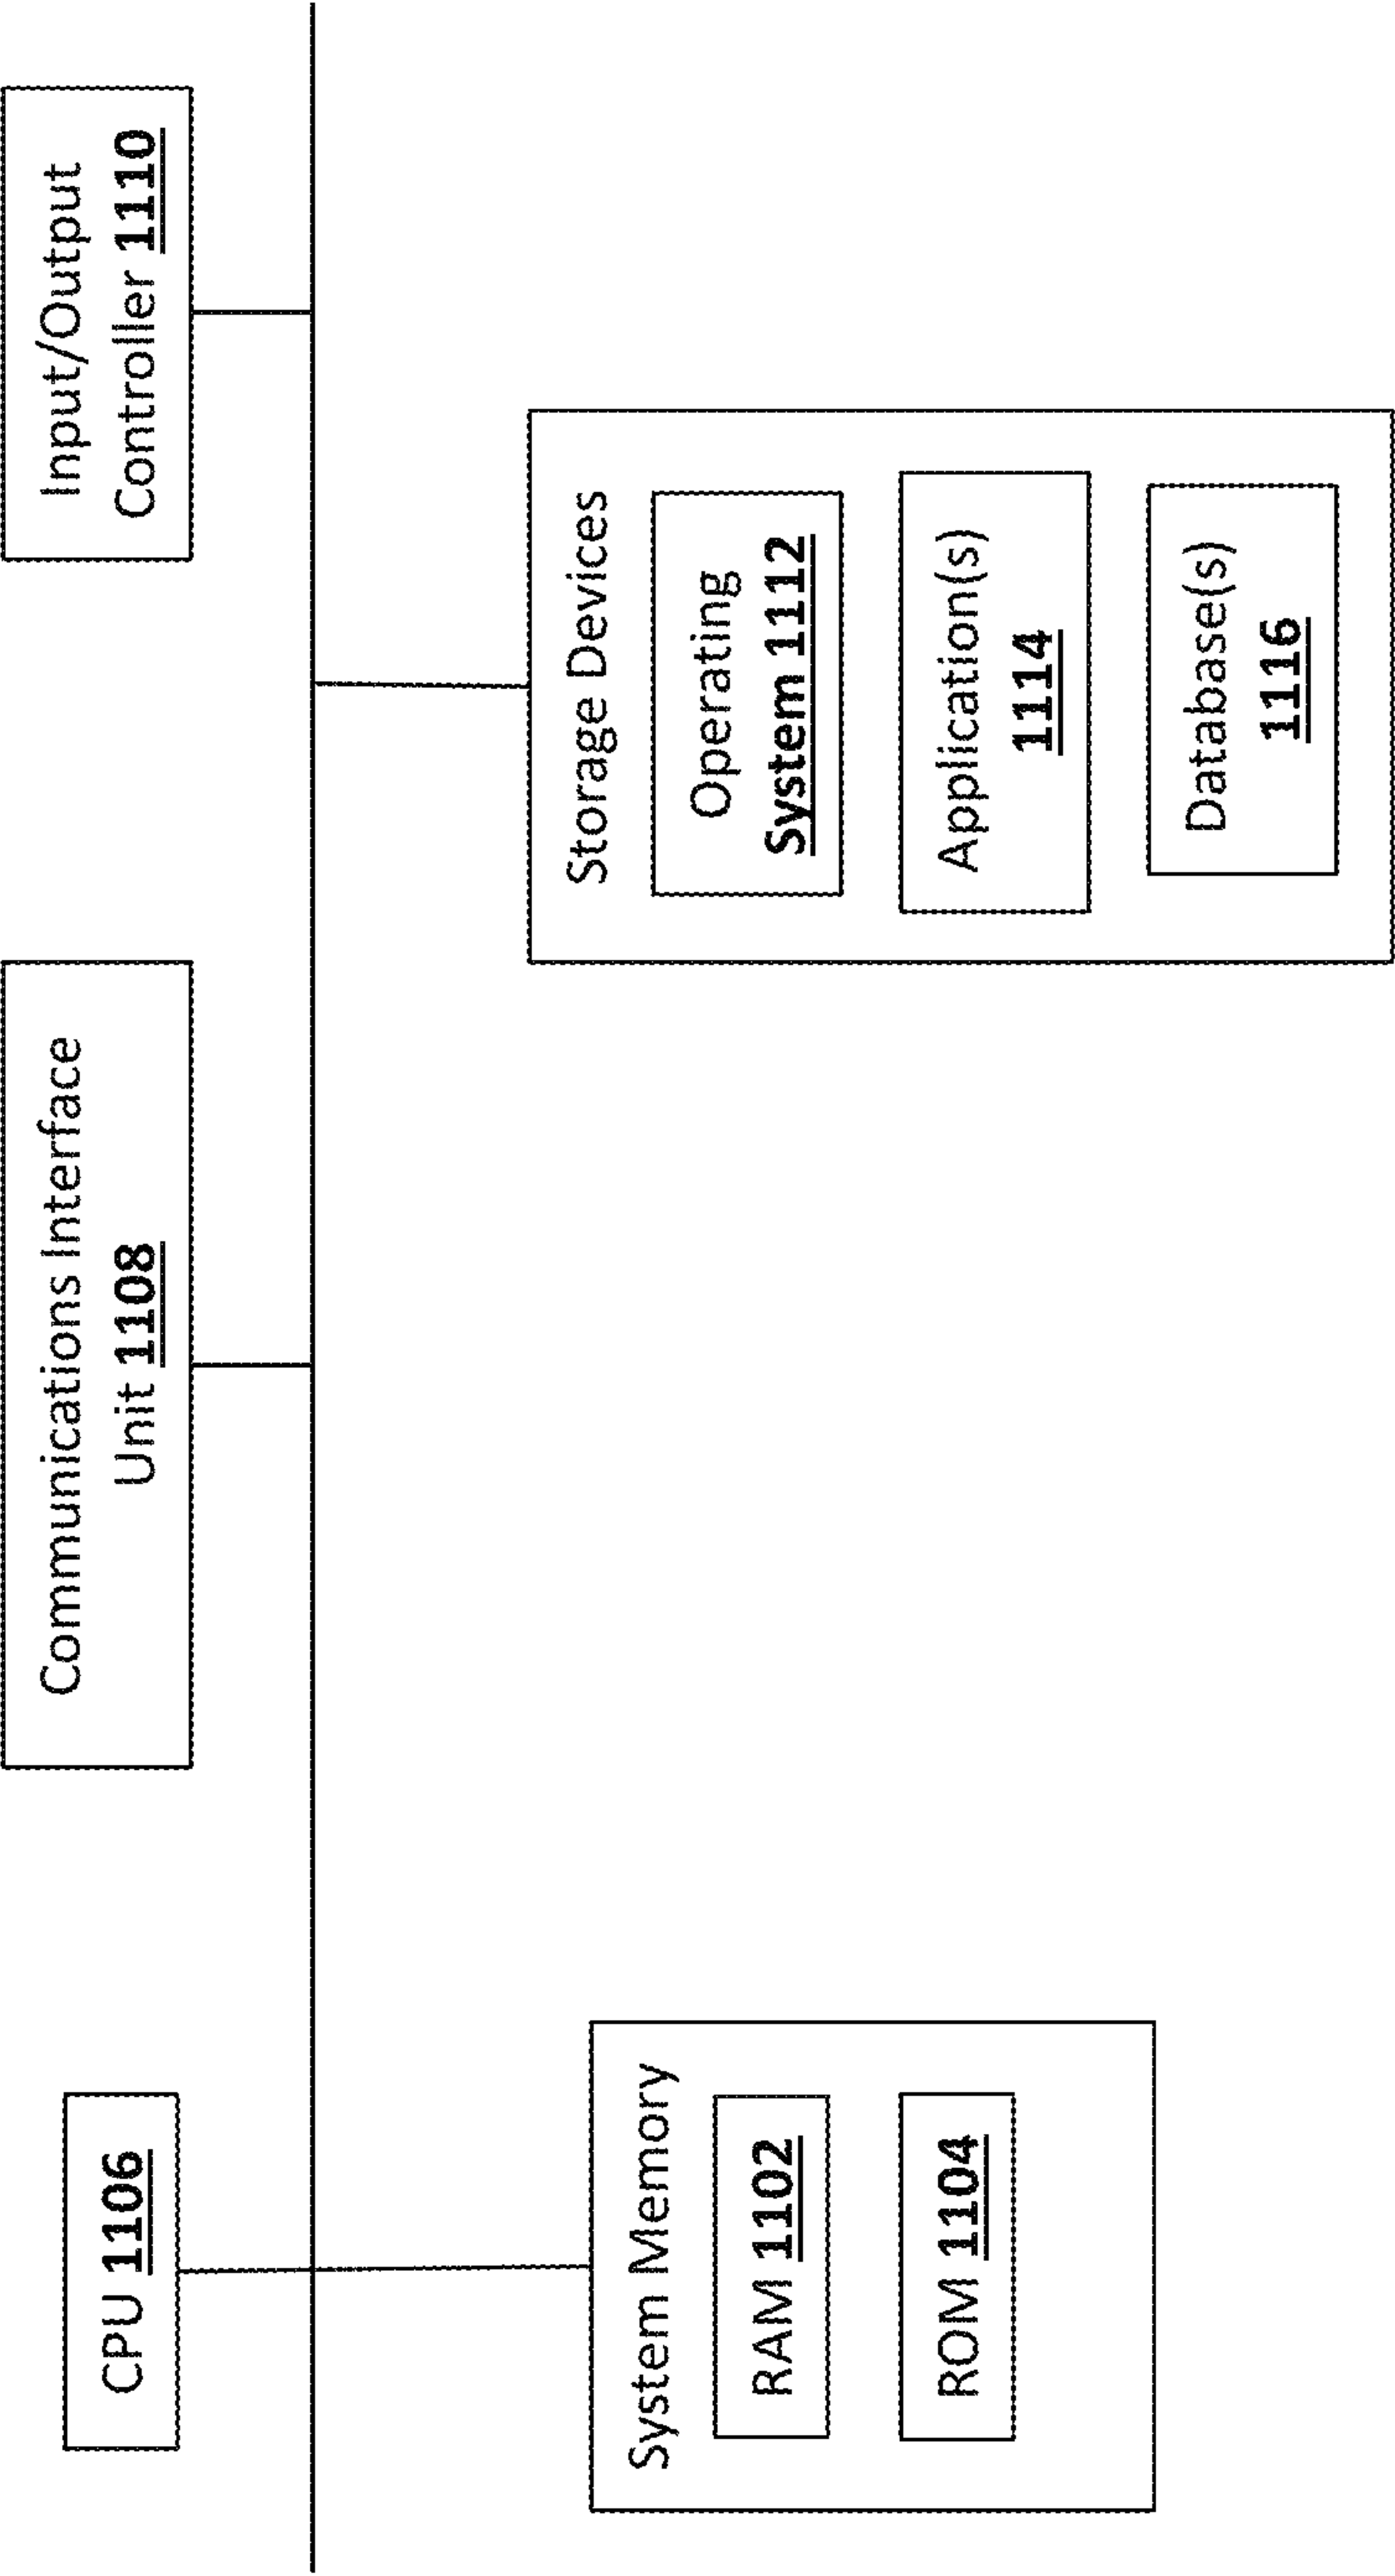 CPU 1106
Communications Interface
Unit 1108
Input/Output
Controller 1110
System Memory
RAM 1102
ROM 1104
Storage Devices
Operating
System 1112
Application(s)
1114
Database(s)
1116